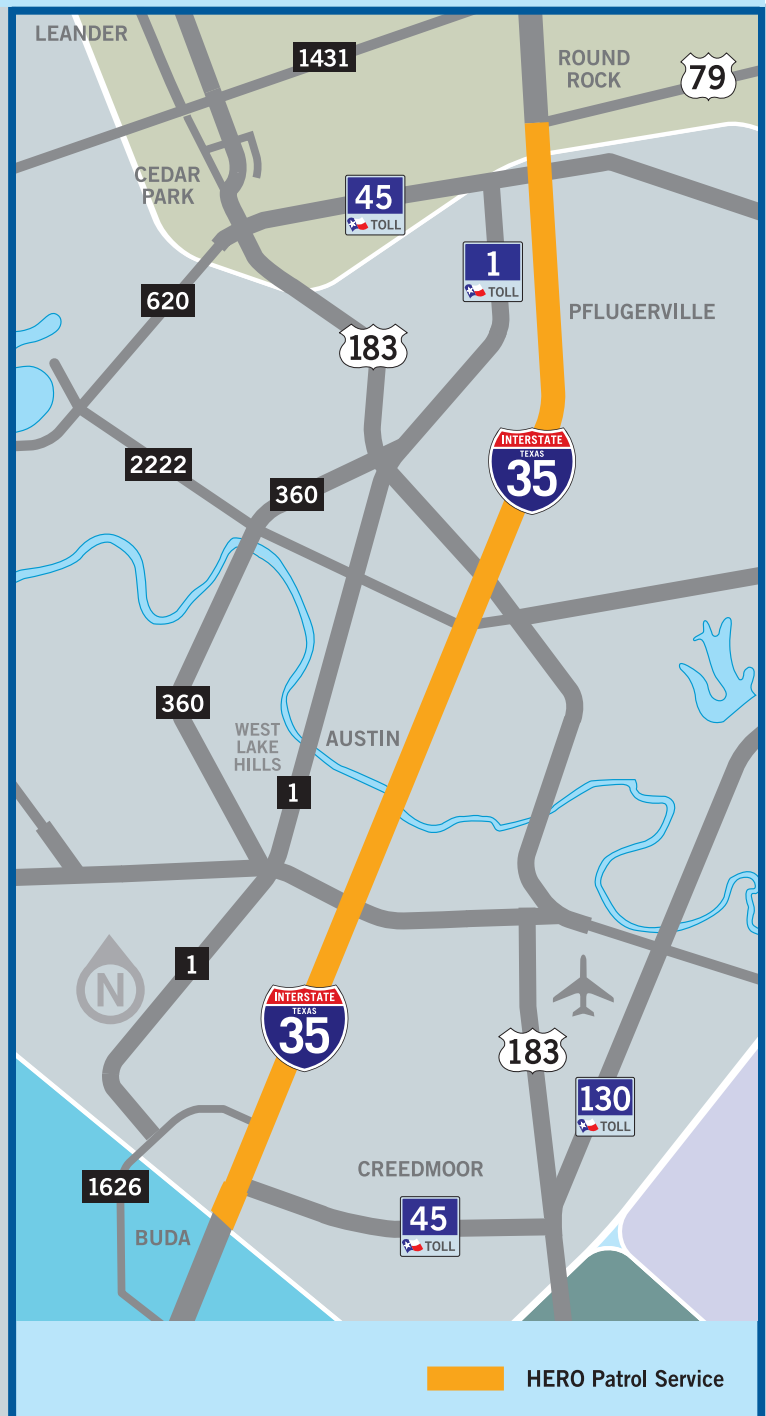 LEANDER
1431
ROUND
ROCK
79
CEDAR
PARK
45
TOLL
1
TOLL
620
PFLUGERVILLE
183
INTERSTATE
TEXAS
35
2222
360
360
WEST
LAKE
HILLS
AUSTIN
1
1
N
INTERSTATE
TEXAS
35
183
130
TOLL
CREEDMOOR
1626
45
TOLL
BUDA
HERO Patrol Service